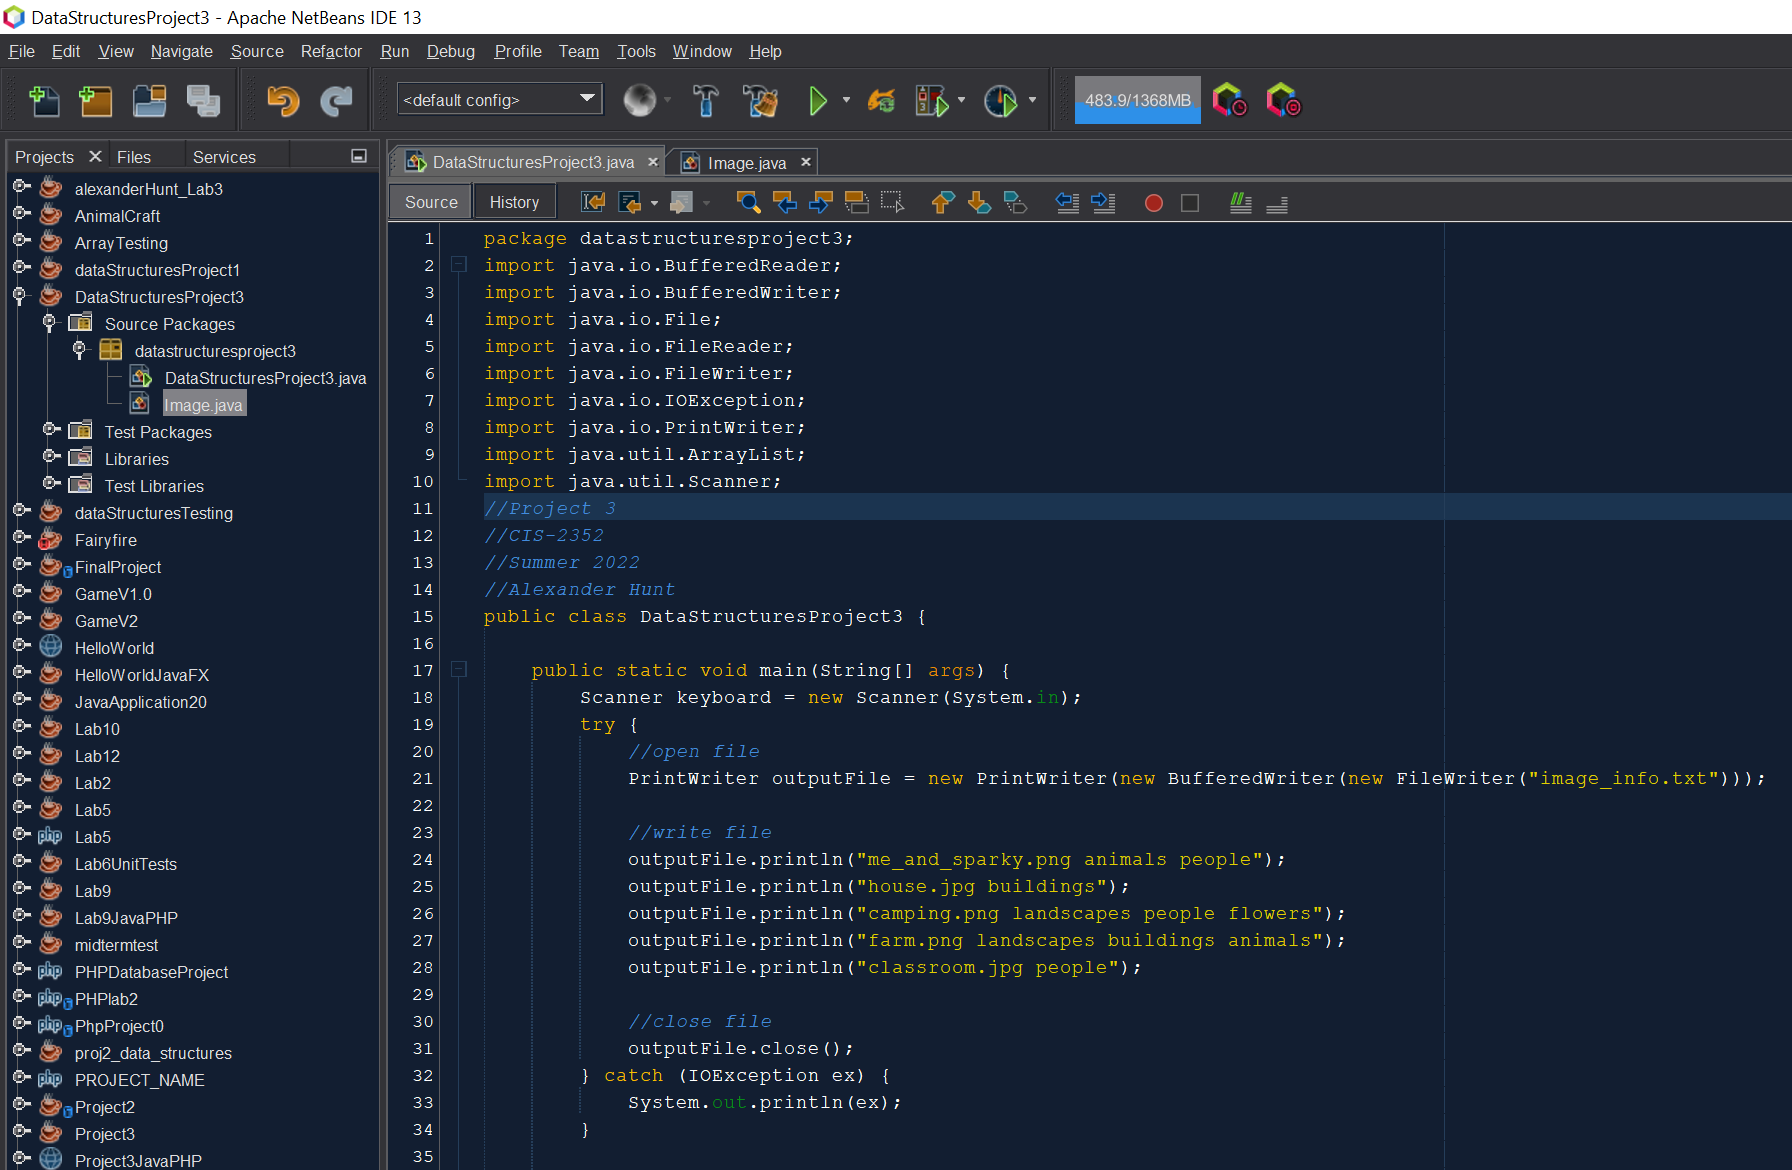 DataStructuresProject3 - Apache NetBeans IDE 13
File Edit View Navigate Source Refactor Run Debug Profile Team Tools Window Help
<default config>
483.9/1368MB
Projects Files Services
alexanderHunt_Lab3
AnimalCraft
ArrayTesting
dataStructuresProject1
DataStructuresProject3
Source Packages
datastructuresproject3
DataStructuresProject3.java
Image.java
Test Packages
Libraries
Test Libraries
dataStructuresTesting
Fairyfire
FinalProject
GameV1.0
GameV2
HelloWorld
HelloWorldJavaFX
JavaApplication20
Lab10
Lab12
Lab2
Lab5
php Lab5
Lab6UnitTests
Lab9
Lab9JavaPHP
midtermtest
php PHPDatabaseProject
php PHPlab2
php PhpProject0
proj2_data_structures
php PROJECT_NAME
Project2
Project3
Project3JavaPHP
DataStructuresProject3.java Image.java
Source History
1 package datastructuresproject3;
2 import java.io.BufferedReader;
3 import java.io.BufferedWriter;
4 import java.io.File;
5 import java.io.FileReader;
6 import java.io.FileWriter;
7 import java.io.IOException;
8 import java.io.PrintWriter;
9 import java.util.ArrayList;
10 import java.util.Scanner;
11 //Project 3
12 //CIS-2352
13 //Summer 2022
14 //Alexander Hunt
15 public class DataStructuresProject3 {
16
17 public static void main(String[] args) {
18 Scanner keyboard = new Scanner(System.in);
19 try {
20 //open file
21 PrintWriter outputFile = new PrintWriter(new BufferedWriter(new FileWriter("image_info.txt")));
22
23 //write file
24 outputFile.println("me_and_sparky.png animals people");
25 outputFile.println("house.jpg buildings");
26 outputFile.println("camping.png landscapes people flowers");
27 outputFile.println("farm.png landscapes buildings animals");
28 outputFile.println("classroom.jpg people");
29
30 //close file
31 outputFile.close();
32 } catch (IOException ex) {
33 System.out.println(ex);
34 }
35